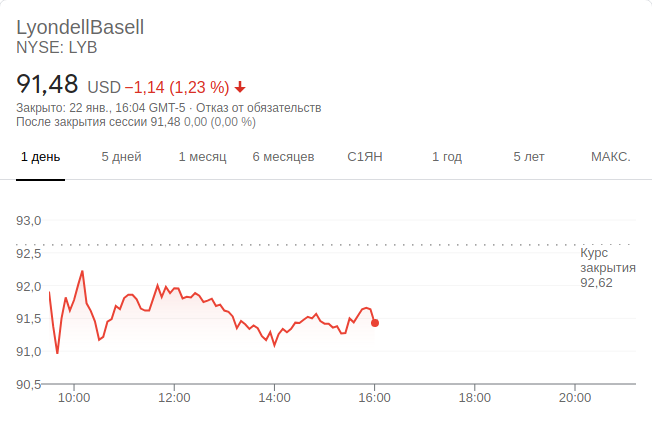 LyondellBasell
NYSE: LYB
91,48 USD −1,14 (1,23 %)
Закрыто: 22 янв., 16:04 GMT-5 · Отказ от обязательств
После закрытия сессии 91,48 0,00 (0,00 %)
1 день 5 дней 1 месяц 6 месяцев С1ЯН 1 год 5 лет МАКС.
93,0
92,5
Курс
закрытия
92,62
92,0
91,5
91,0
90,5
10:00 12:00 14:00 16:00 18:00 20:00